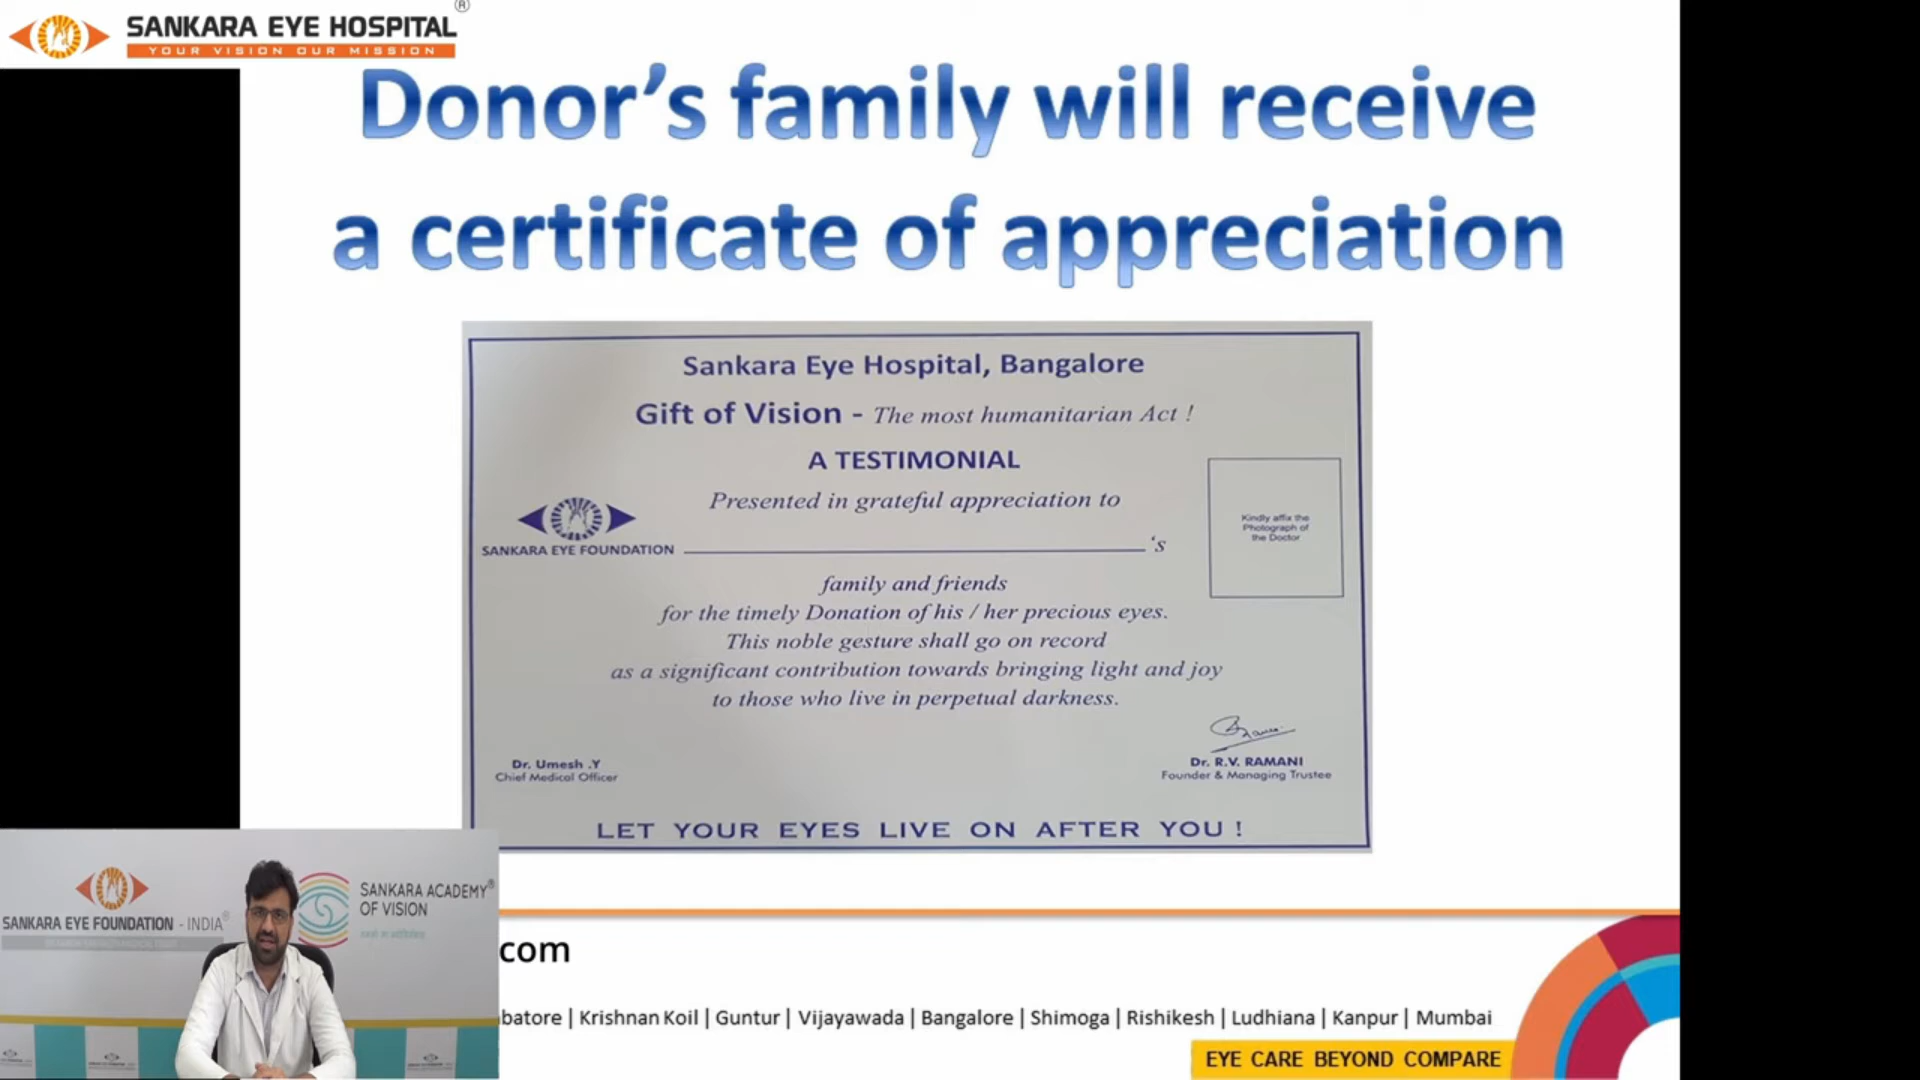 SANKARA EYE HOSPITAL®
YOUR VISION OUR MISSION
Donor's family will receive
a certificate of appreciation
Sankara Eye Hospital, Bangalore
Gift of Vision - The most humanitarian Act !
A TESTIMONIAL
Presented in grateful appreciation to
SANKARA EYE FOUNDATION
's
Kindly affix the
Photograph of
the Doctor
family and friends
for the timely Donation of his / her precious eyes.
This noble gesture shall go on record
as a significant contribution towards bringing light and joy
to those who live in perpetual darkness.
Dr. Umesh .Y
Chief Medical Officer
Dr. R.V. RAMANI
Founder & Managing Trustee
LET YOUR EYES LIVE ON AFTER YOU !
SANKARA EYE FOUNDATION - INDIA®
SANKARA ACADEMY®
OF VISION
com
batore | Krishnan Koil | Guntur | Vijayawada | Bangalore | Shimoga | Rishikesh | Ludhiana | Kanpur | Mumbai
EYE CARE BEYOND COMPARE